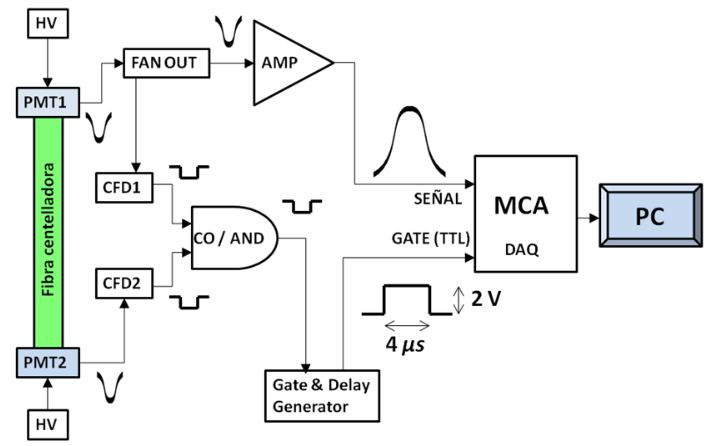 HV
FAN OUT
AMP
PMT1
CFD1
Fibra centelladora
SEÑAL
MCA
DAQ
PC
CO / AND
GATE (TTL)
CFD2
2 V
4 µs
PMT2
Gate & Delay
Generator
HV